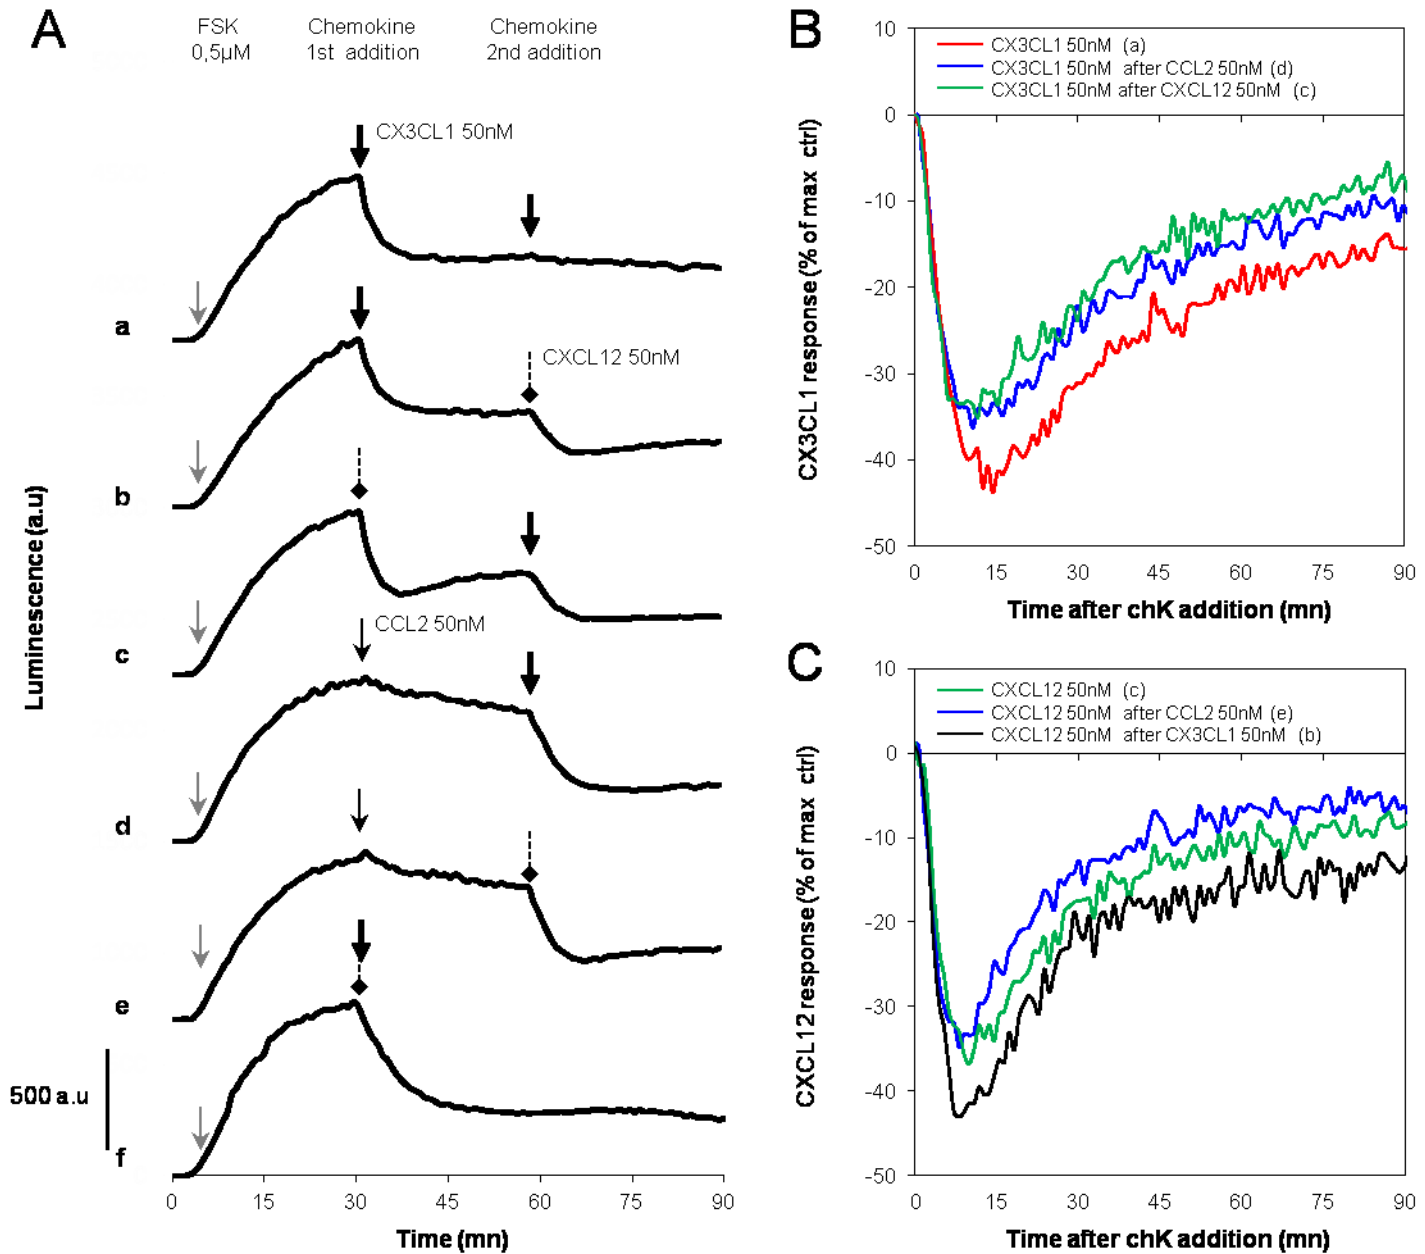 A
FSK
0,5µM
Chemokine
1st addition
Chemokine
2nd addition
CX3CL1 50nM
a
CXCL12 50nM
b
c
CCL2 50nM
d
e
f
Luminescence (a.u)
500 a.u
0 15 30 45 60 75 90
Time (mn)
B
CX3CL1 50nM (a)
CX3CL1 50nM after CCL2 50nM (d)
CX3CL1 50nM after CXCL12 50nM (c)
CX3CL1 response (% of max ctrl)
10
0
-10
-20
-30
-40
-50
0 15 30 45 60 75 90
Time after chK addition (mn)
C
CXCL12 50nM (c)
CXCL12 50nM after CCL2 50nM (e)
CXCL12 50nM after CX3CL1 50nM (b)
CXCL12 response (% of max ctrl)
10
0
-10
-20
-30
-40
-50
0 15 30 45 60 75 90
Time after chK addition (mn)